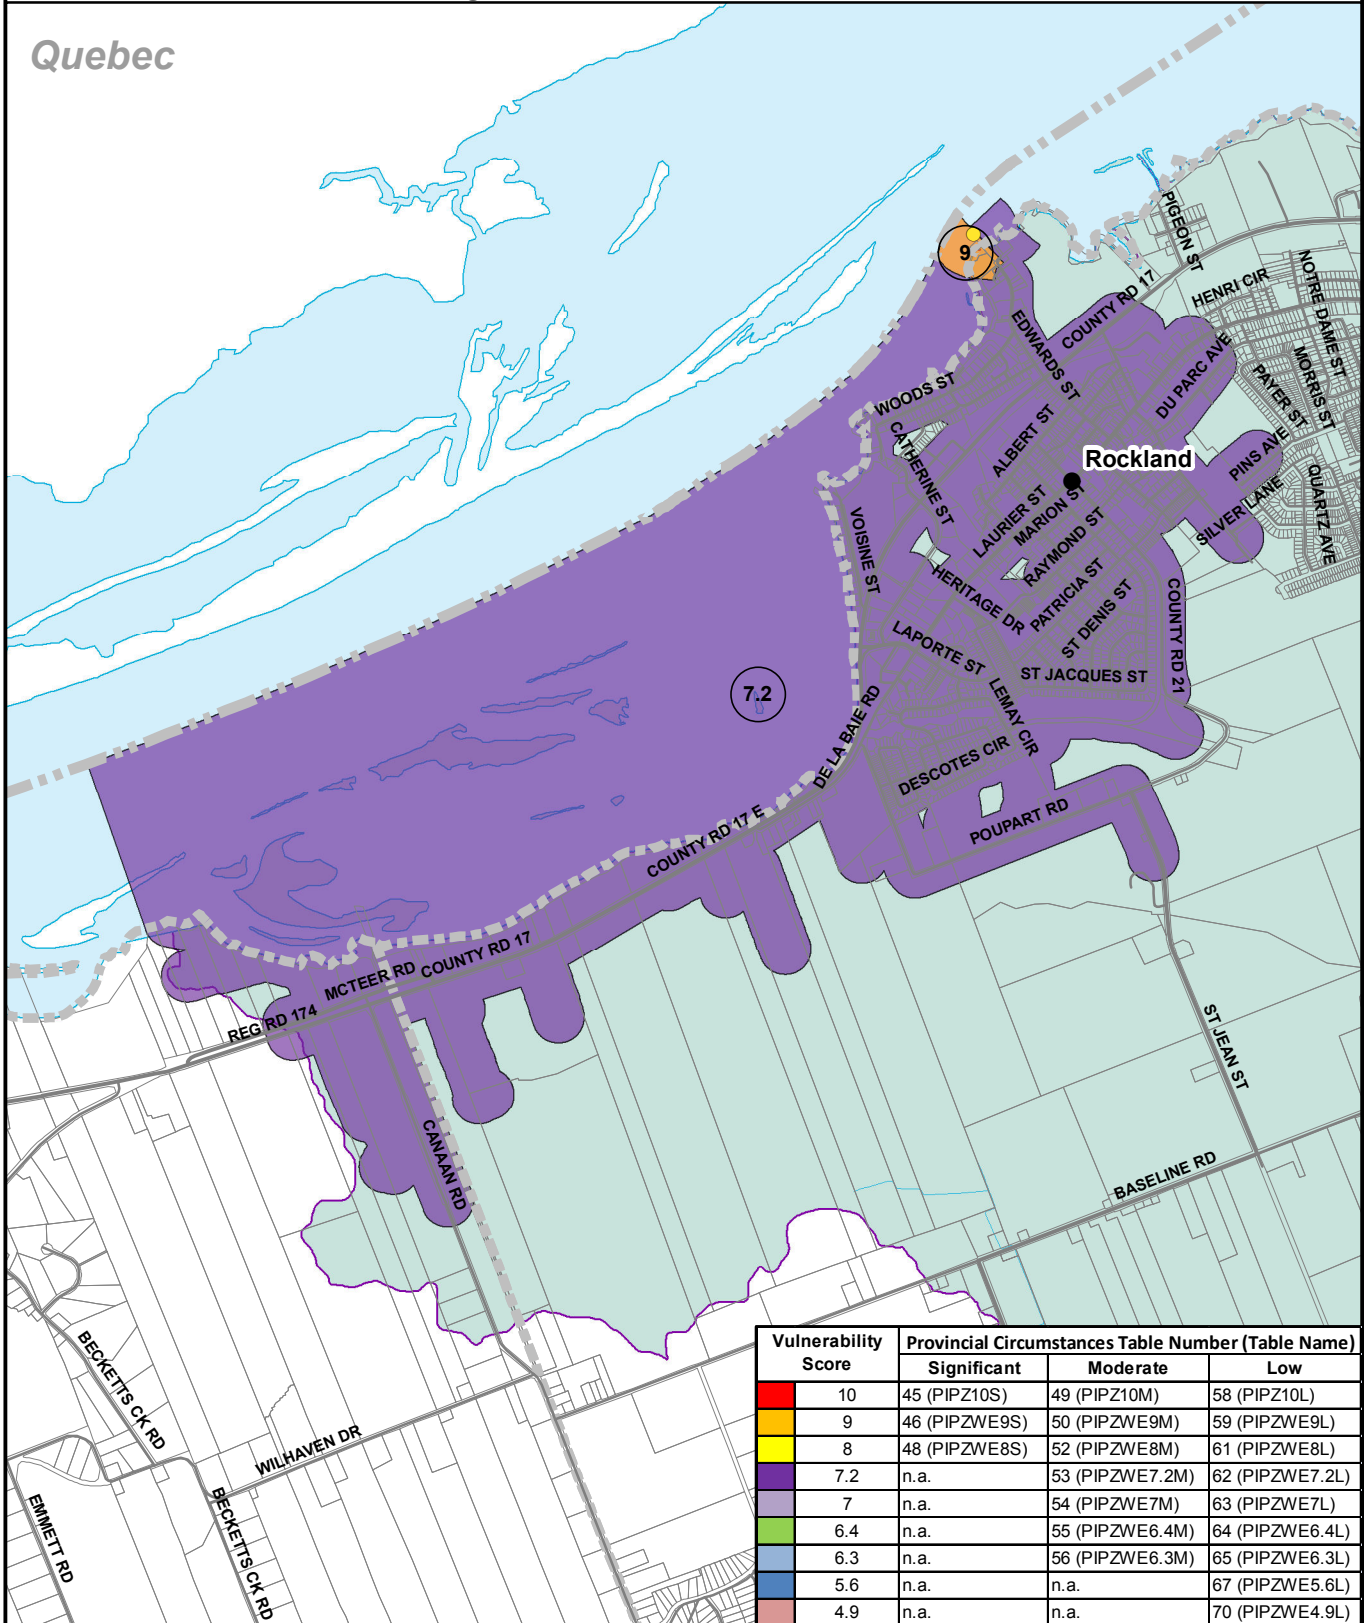 Quebec
PIGEON ST
9
NOTRE DAME ST
HENRI CIR
COUNTY RD 17
EDWARDS ST
MORRIS ST
DU PARC AVE
PAYER ST
WOODS ST
CATHERINE ST
ALBERT ST
Rockland
PINS AVE
QUARTZ AVE
SILVER LANE
LAURIER ST
MARION ST
RAYMOND ST
VOISINE ST
HERITAGE DR
PATRICIA ST
ST DENIS ST
COUNTY RD 21
LAPORTE ST
ST JACQUES ST
7.2
LEMAY CIR
DE LA BAIE RD
DESCOTES CIR
COUNTY RD 17 E
POUPART RD
COUNTY RD 17
MCTEER RD
REG RD 174
ST JEAN ST
CANAAN RD
BASELINE RD
BECKETTS CK RD
WILHAVEN DR
EMMETT RD
BECKETTS CK RD
Vulnerability Score Provincial Circumstances Table Number (Table Name)
Significant Moderate Low
10 45 (PIPZ10S) 49 (PIPZ10M) 58 (PIPZ10L)
9 46 (PIPZWE9S) 50 (PIPZWE9M) 59 (PIPZWE9L)
8 48 (PIPZWE8S) 52 (PIPZWE8M) 61 (PIPZWE8L)
7.2 n.a. 53 (PIPZWE7.2M) 62 (PIPZWE7.2L)
7 n.a. 54 (PIPZWE7M) 63 (PIPZWE7L)
6.4 n.a. 55 (PIPZWE6.4M) 64 (PIPZWE6.4L)
6.3 n.a. 56 (PIPZWE6.3M) 65 (PIPZWE6.3L)
5.6 n.a. n.a. 67 (PIPZWE5.6L)
4.9 n.a. n.a. 70 (PIPZWE4.9L)